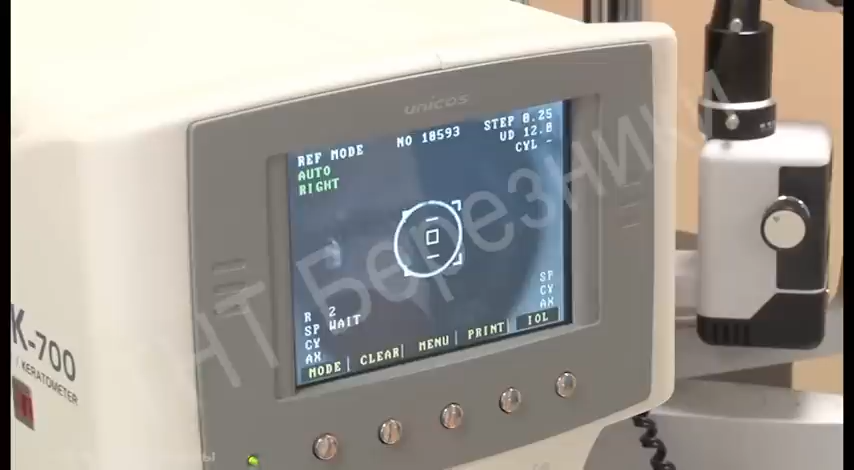 unicos
REF MODE NO 18593 STEP 0.25
AUTO VD 12.0
RIGHT CYL -
R 2
SP WAIT
CY
AX
SP
CY
AX
MODE | CLEAR | MENU | PRINT | IOL
K-700
/ KERATOMETER
ТНТ Березники